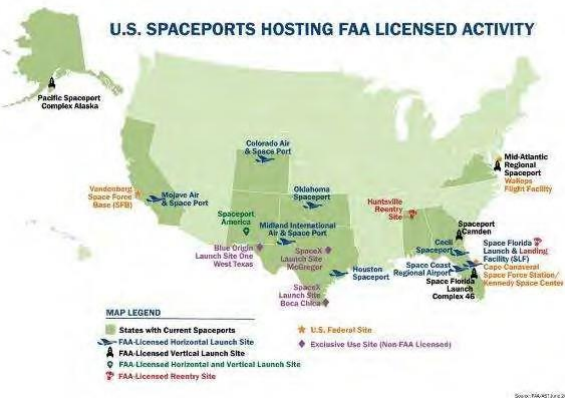 U.S. SPACEPORTS HOSTING FAA LICENSED ACTIVITY
Pacific Spaceport
Complex Alaska
Colorado Air
& Space Port
Mid-Atlantic
Regional
Spaceport
Wallops
Flight Facility
Vandenberg
Space Force
Base (SFB)
Mojave Air
& Space Port
Oklahoma
Spaceport
Huntsville
Reentry
Site
Spaceport
America
Midland International
Air & Space Port
Spaceport
Camden
Cecil
Spaceport
Space Florida
Launch & Landing
Facility (SLF)
Blue Origin
Launch Site One
West Texas
SpaceX
Launch Site
McGregor
Houston
Spaceport
Space Coast
Regional Airport
Cape Canaveral
Space Force Station/
Kennedy Space Center
Space Florida
Launch
Complex 46
SpaceX
Launch Site
Boca Chica
MAP LEGEND
States with Current Spaceports
FAA-Licensed Horizontal Launch Site
FAA-Licensed Vertical Launch Site
FAA-Licensed Horizontal and Vertical Launch Site
FAA-Licensed Reentry Site
U.S. Federal Site
Exclusive Use Site (Non FAA Licensed)